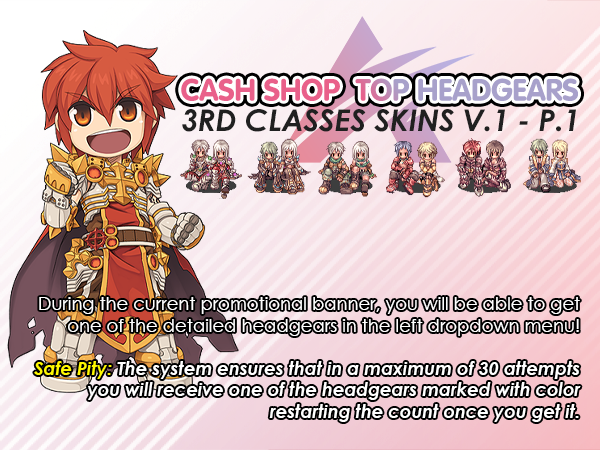 CASH SHOP TOP HEADGEARS
3RD CLASSES SKINS V.1 - P.1
During the current promotional banner, you will be able to get
one of the detailed headgears in the left dropdown menu!
Safe Pity: The system ensures that in a maximum of 30 attempts
you will receive one of the headgears marked with color
restarting the count once you get it.